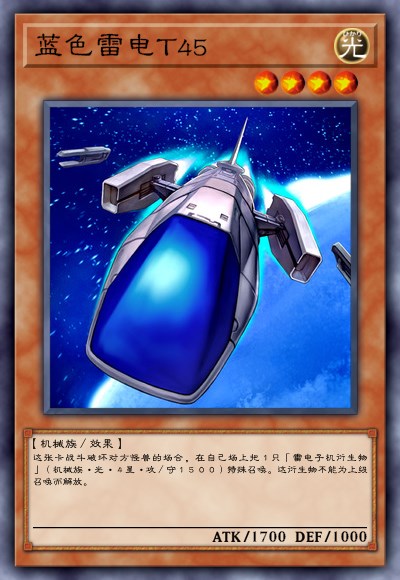 蓝色雷电T45
光
【机械族/效果】
这张卡战斗破坏对方怪兽的场合，在自己场上把1只「雷电子机衍生物
」（机械族·光·4星·攻/守1500）特殊召唤。这衍生物不能为上级
召唤而解放。
ATK/1700 DEF/1000